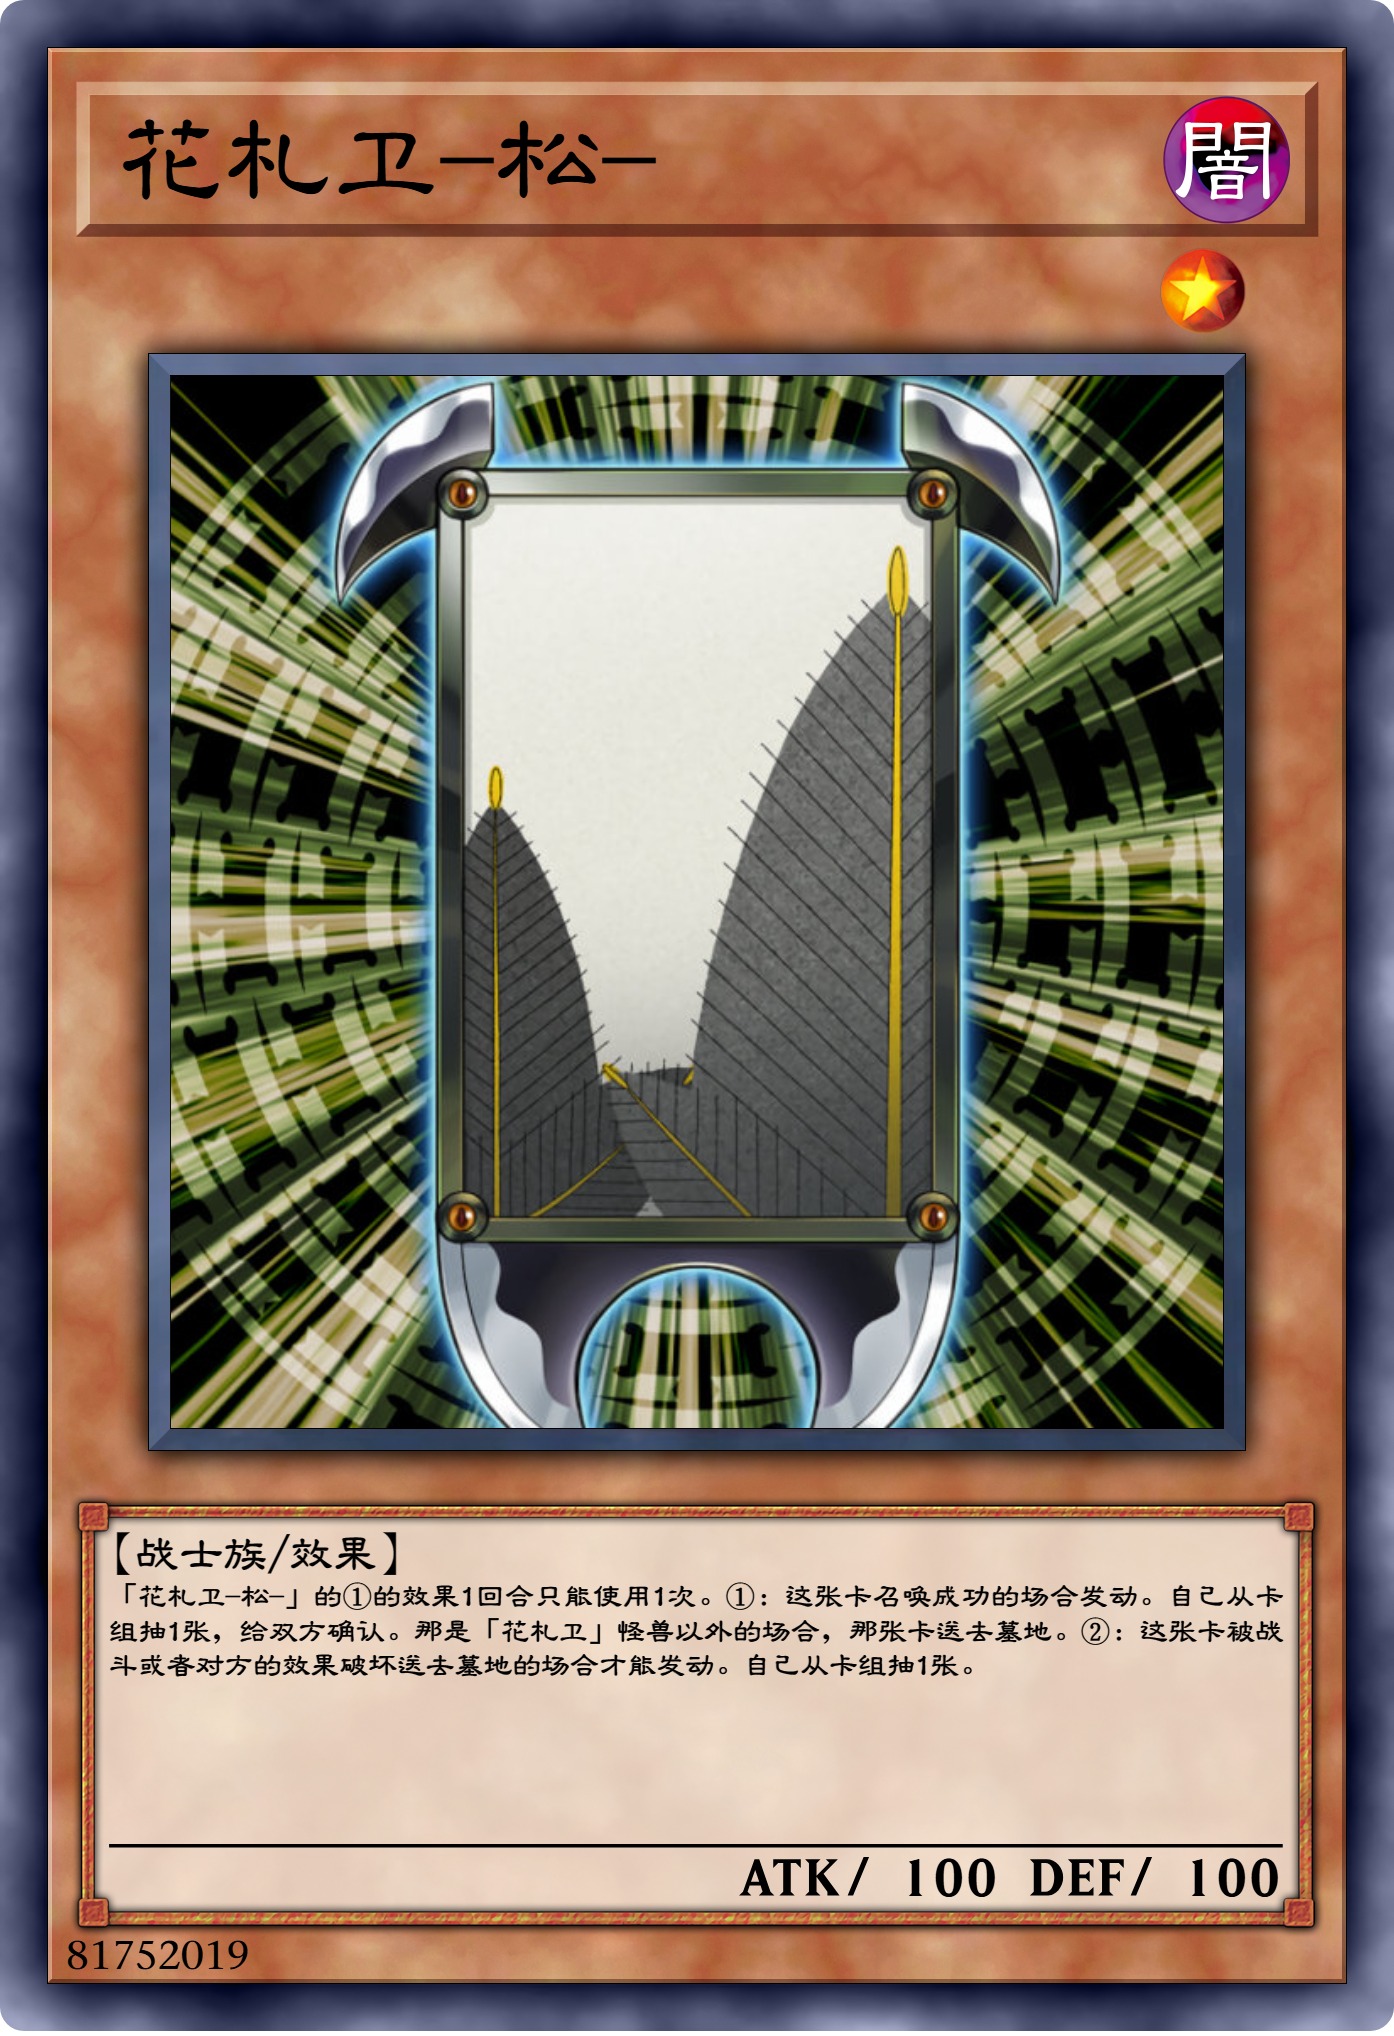 花札卫-松-
闇
【战士族/效果】
「花札卫-松-」的①的效果1回合只能使用1次。①：这张卡召唤成功的场合发动。自己从卡
组抽1张，给双方确认。那是「花札卫」怪兽以外的场合，那张卡送去墓地。②：这张卡被战
斗或者对方的效果破坏送去墓地的场合才能发动。自己从卡组抽1张。
ATK/ 100 DEF/ 100
81752019